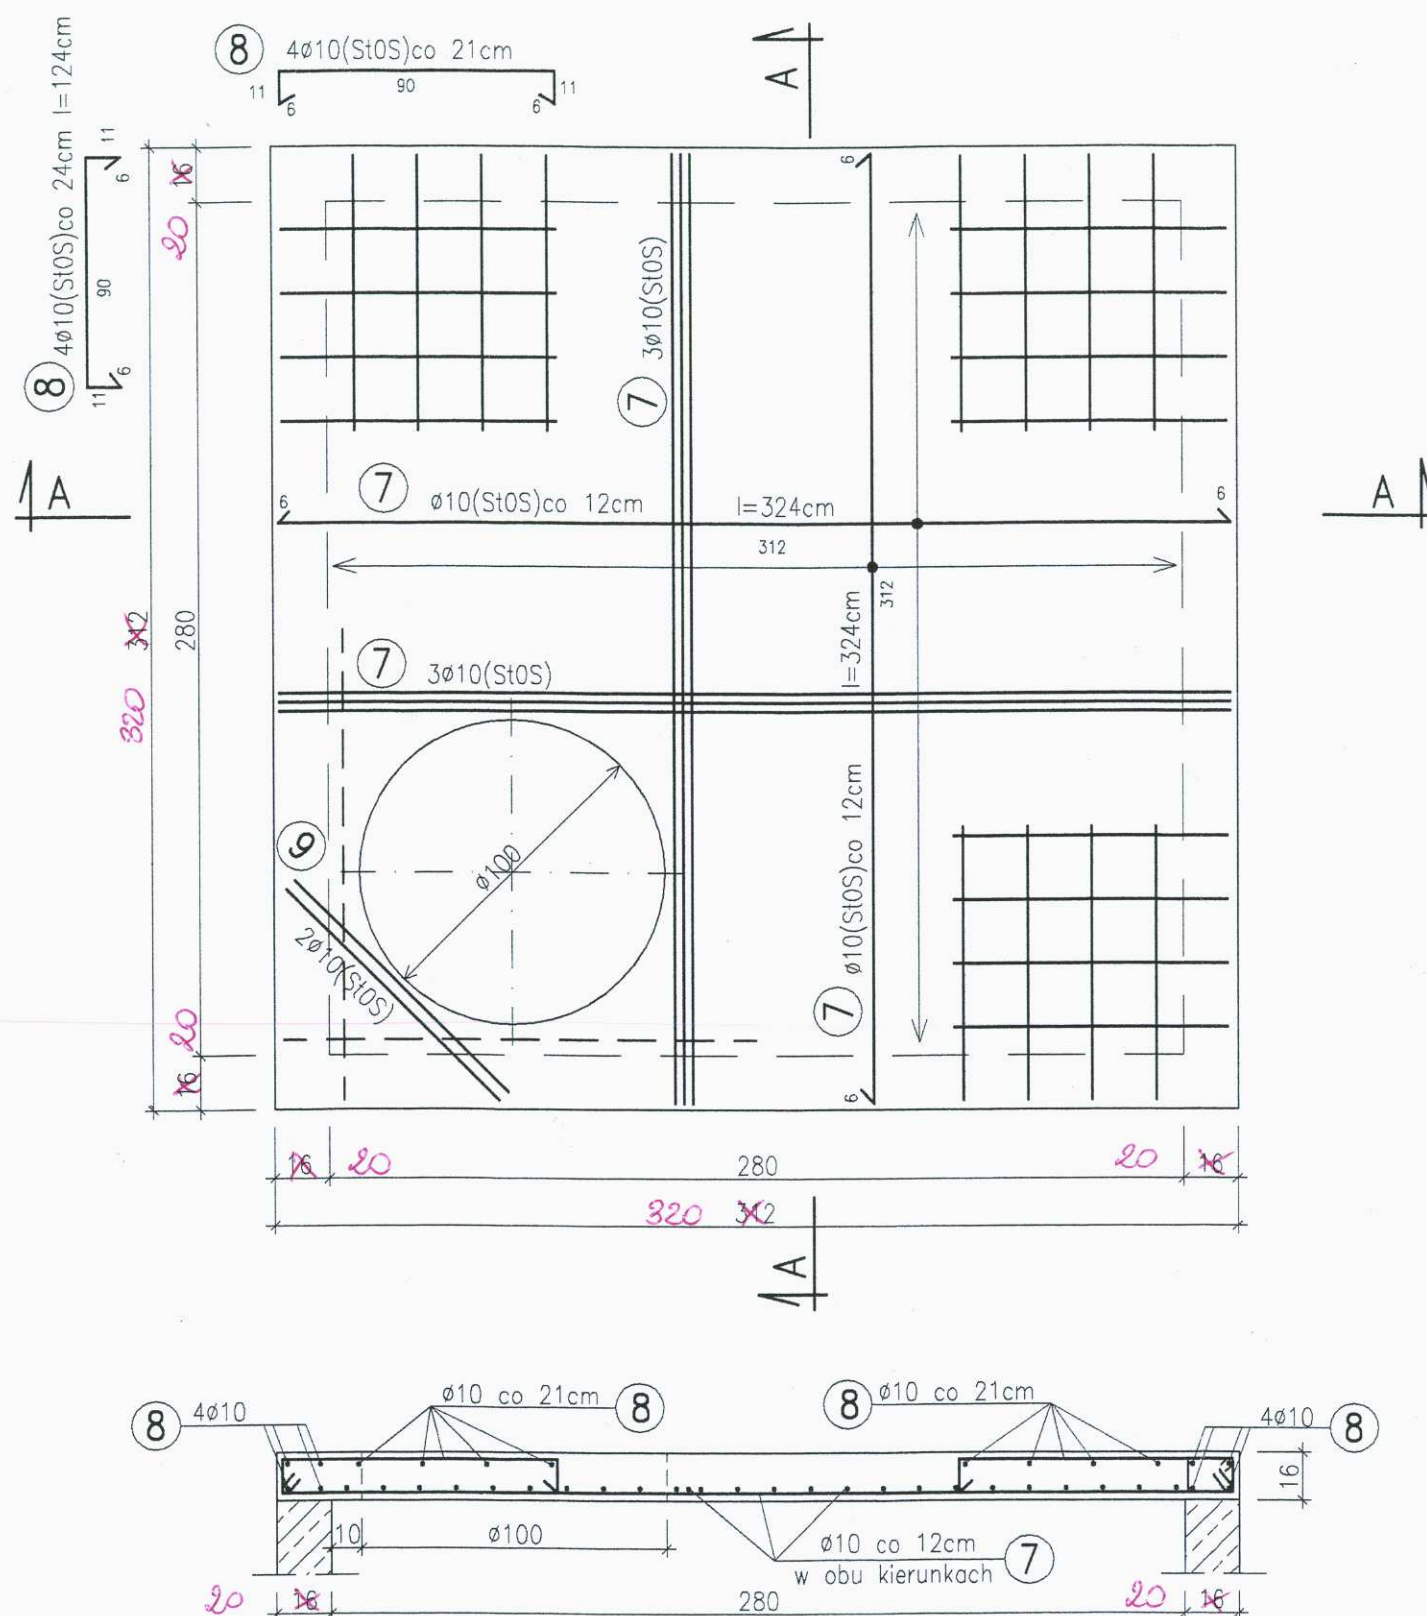 8 4ø10(St0S)co 21cm
11 90 11
6 6
8 4ø10(St0S)co 24cm l=124cm
11 6
90
11 6
A
16
20
6
7 3ø10(St0S)
A
7 ø10(St0S)co 12cm l=324cm
6 6
312
A
312
l=324cm
312
280
320
7 3ø10(St0S)
7 ø10(St0S)co 12cm
6
ø100
9
2ø10(St0S)
20
16
16 20 280 20 16
320 312
A
8 4ø10 ø10 co 21cm 8 8 ø10 co 21cm 4ø10 8
16
10 ø100 ø10 co 12cm 7
w obu kierunkach
20 16 280 20 16